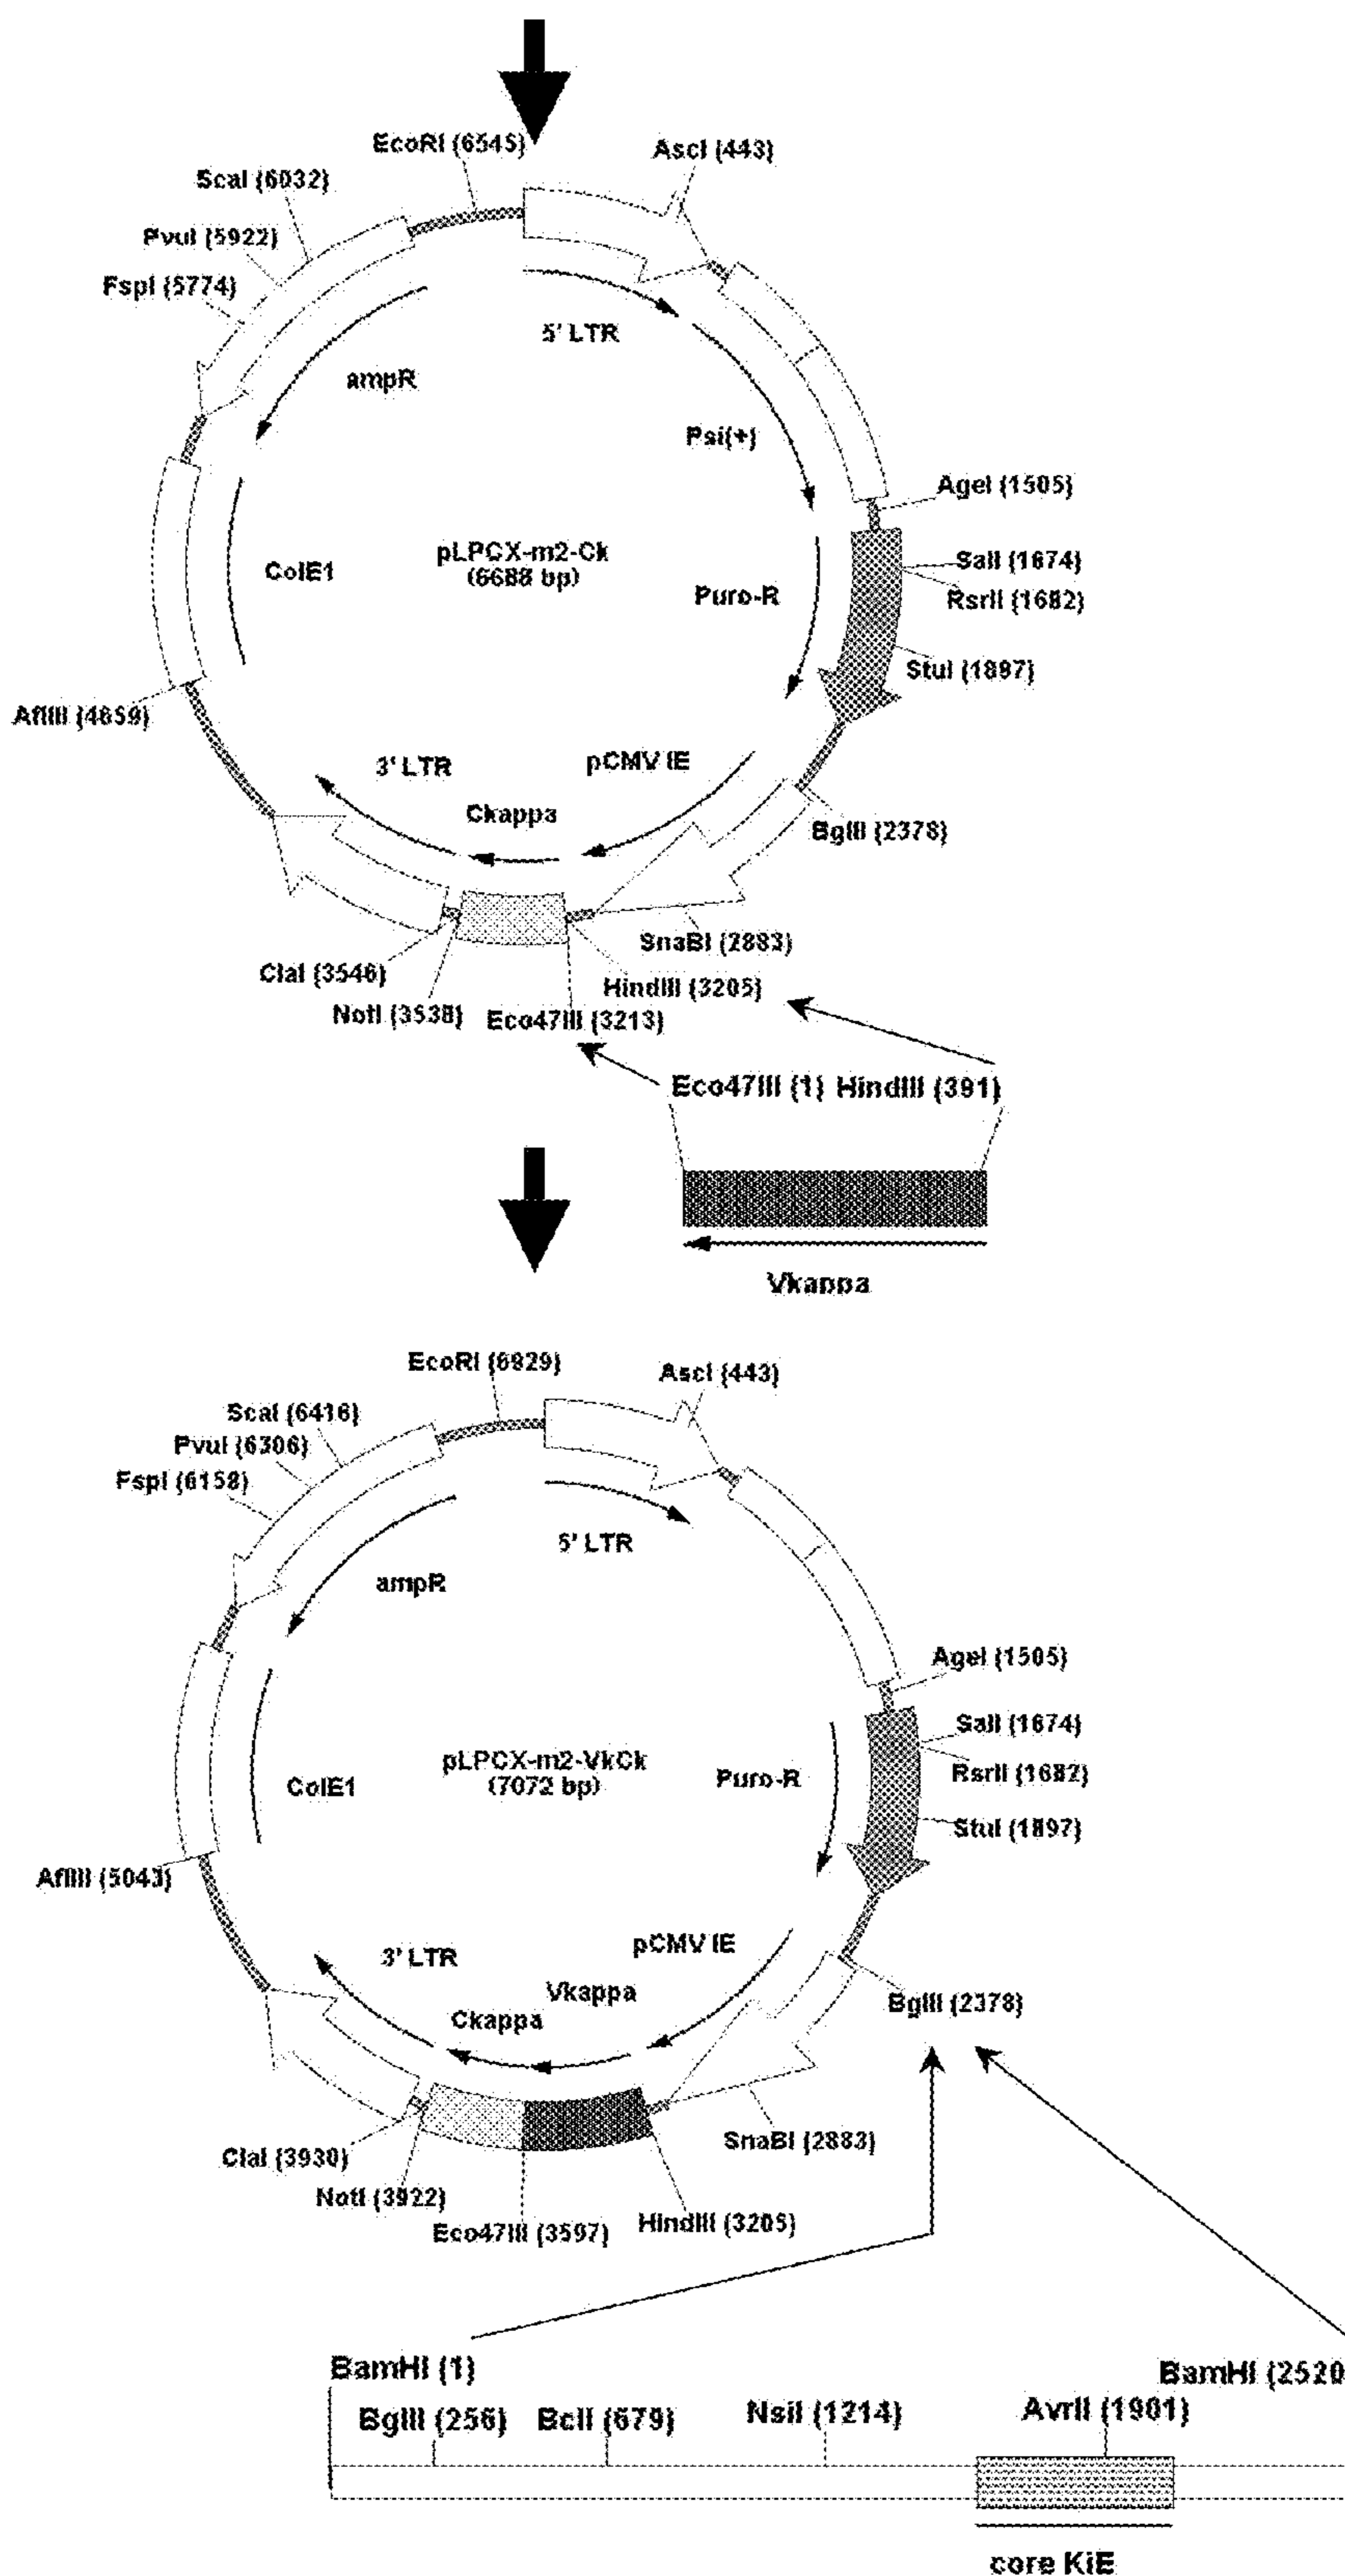 EcoRI (6545)
AscI (443)
ScaI (6032)
PvuI (5922)
FspI (5774)
5' LTR
ampR
Psi(+)
AgeI (1505)
pLPCX-m2-Ck
(6688 bp)
ColE1
SalI (1674)
Puro-R
RsrII (1682)
StuI (1897)
AflIII (4659)
3' LTR
pCMV IE
Ckappa
BglII (2378)
SnaBI (2883)
ClaI (3546)
HindIII (3205)
NotI (3538)
Eco47III (3213)
Eco47III (1) HindIII (391)
Vkappa
EcoRI (6929)
AscI (443)
ScaI (6416)
PvuI (6306)
FspI (6158)
5' LTR
ampR
AgeI (1505)
SalI (1674)
pLPCX-m2-VkCk
(7072 bp)
ColE1
Puro-R
RsrII (1682)
StuI (1897)
AflIII (5043)
3' LTR
pCMV IE
Vkappa
Ckappa
BglII (2378)
SnaBI (2883)
ClaI (3930)
NotI (3922)
Eco47III (3597)
HindIII (3205)
BamHI (1)
BamHI (2520
BglII (256)
BclI (679)
NsiI (1214)
AvrII (1901)
core KiE